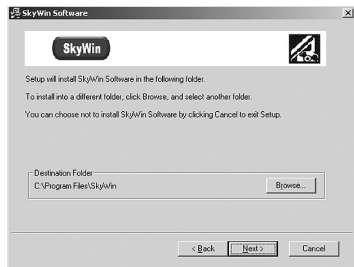 SkyWin Software
SkyWin
Setup will install SkyWin Software in the following folder.
To install into a different folder, click Browse, and select another folder.
You can choose not to install SkyWin Software by clicking Cancel to exit Setup.
Destination Folder
C:\Program Files\SkyWin
Browse...
< Back
Next >
Cancel